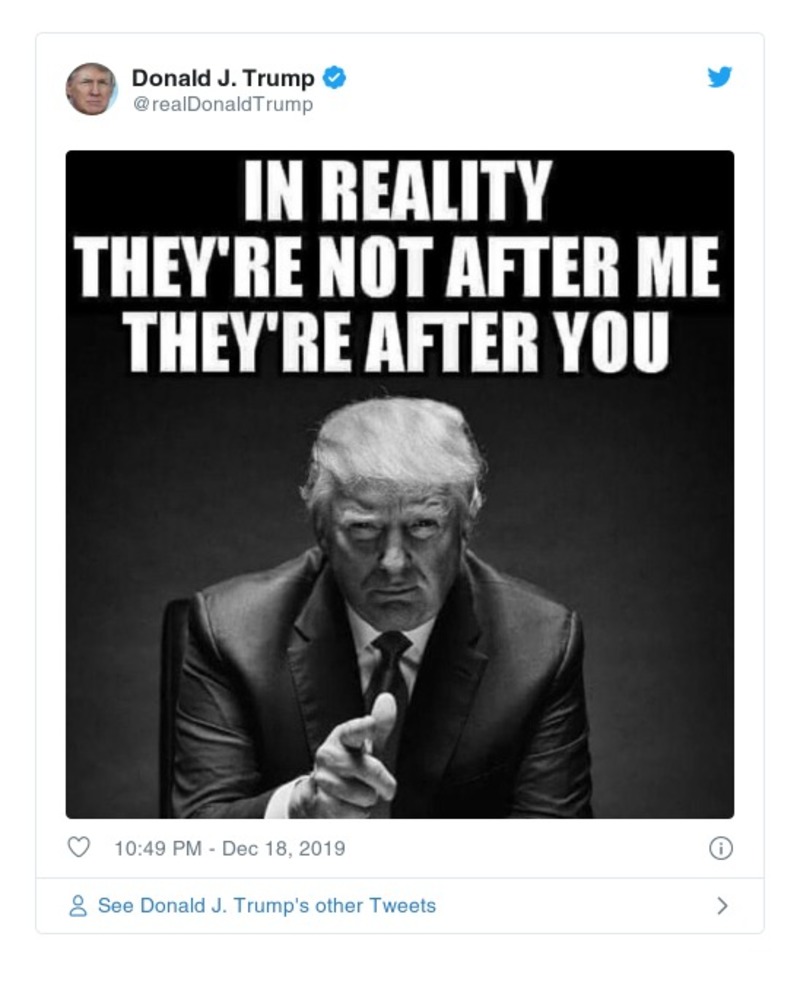 Donald J. Trump
@realDonaldTrump
IN REALITY
THEY'RE NOT AFTER ME
THEY'RE AFTER YOU
10:49 PM - Dec 18, 2019
See Donald J. Trump's other Tweets